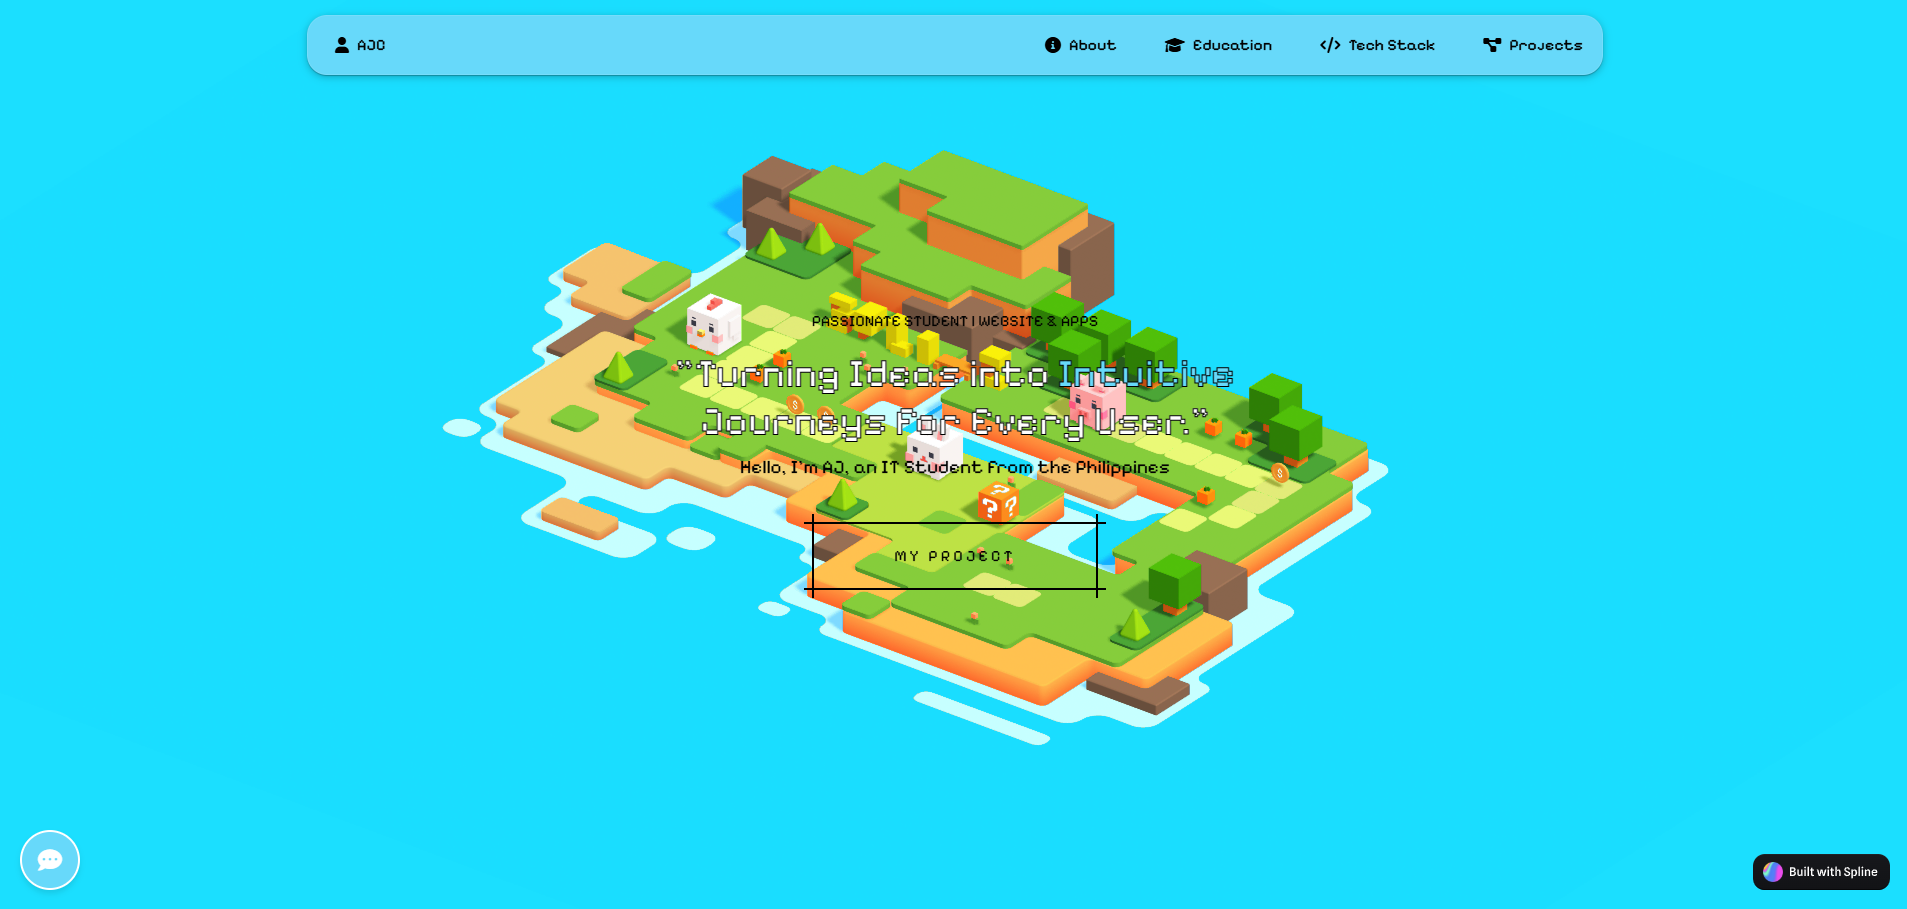 AJC
About
Education
Tech Stack
Projects
PASSIONATE STUDENT | WEBSITE & APPS
"Turning Ideas into Intuitive
Journeys For Every User."
Hello, I'm AJ, an IT Student from the Philippines
? ? ?
MY PROJECT
Built with Spline